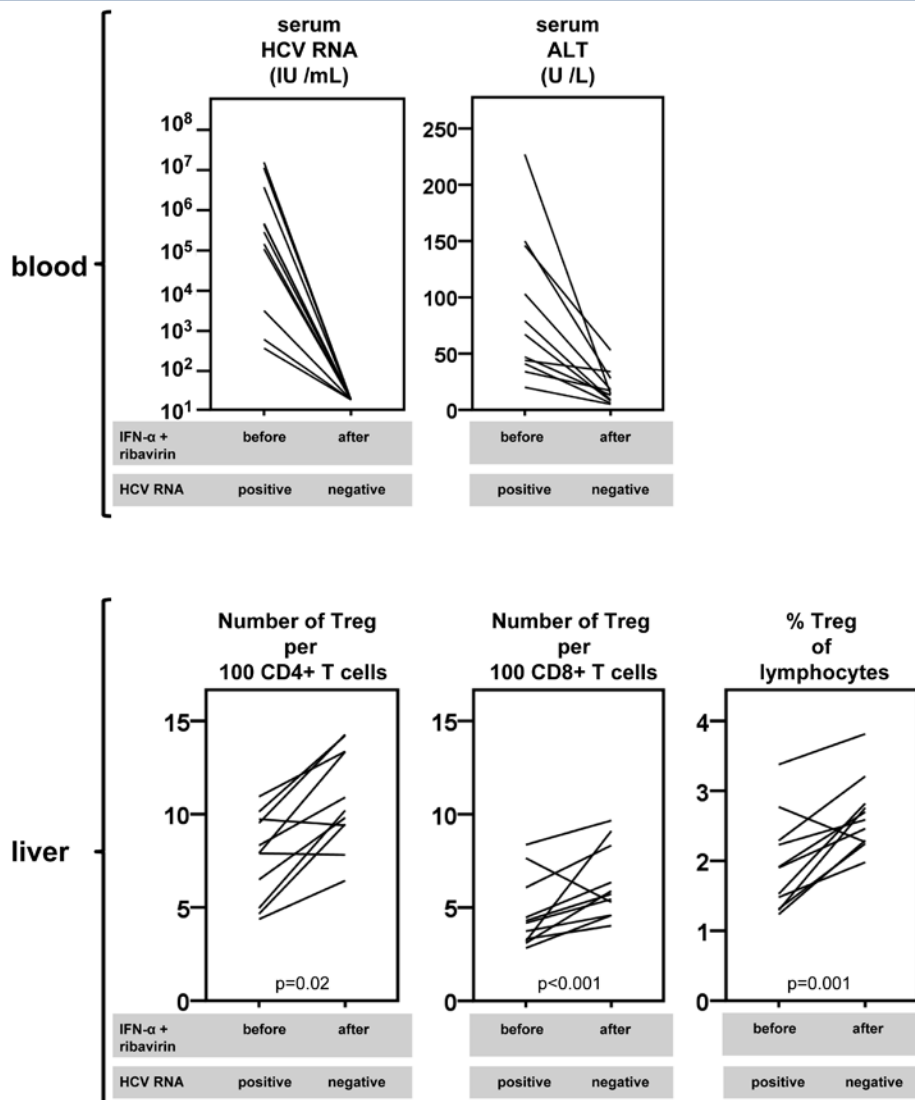 blood
serum
HCV RNA
(IU /mL)
10⁸
10⁷
10⁶
10⁵
10⁴
10³
10²
10¹
IFN-α +
ribavirin
before after
HCV RNA positive negative
serum
ALT
(U /L)
250
200
150
100
50
0
before after
positive negative
liver
Number of Treg
per
100 CD4+ T cells
15
10
5
0
p=0.02
IFN-α +
ribavirin
before after
HCV RNA positive negative
Number of Treg
per
100 CD8+ T cells
15
10
5
0
p<0.001
before after
positive negative
% Treg
of
lymphocytes
4
3
2
1
0
p=0.001
before after
positive negative